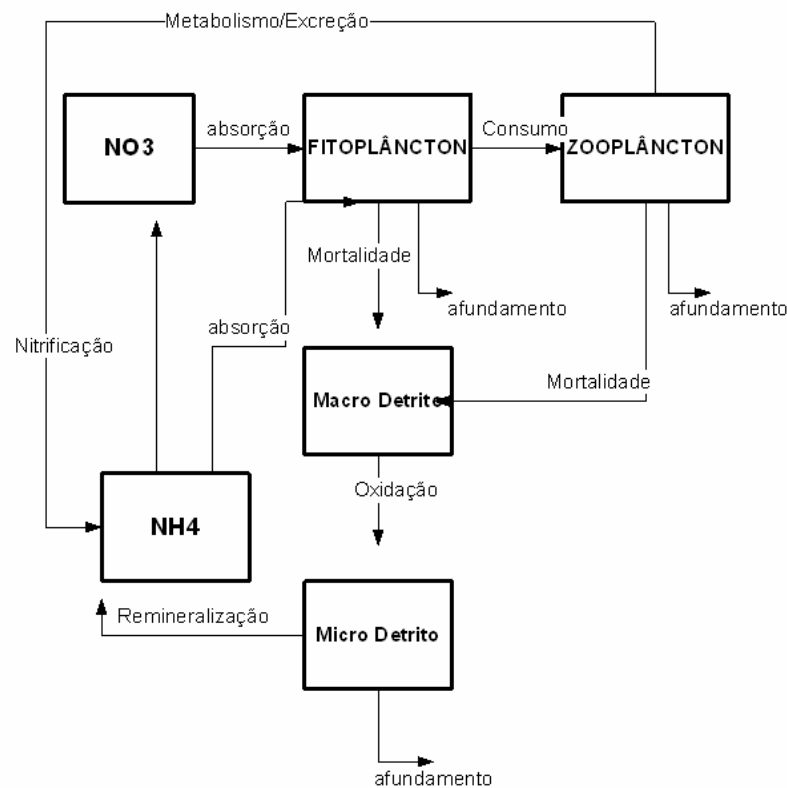 Metabolismo/Excreção
NO3
absorção
FITOPLÂNCTON
Consumo
ZOOPLÂNCTON
Mortalidade
afundamento
afundamento
absorção
Nitrificação
Macro Detrito
Mortalidade
Oxidação
NH4
Remineralização
Micro Detrito
afundamento